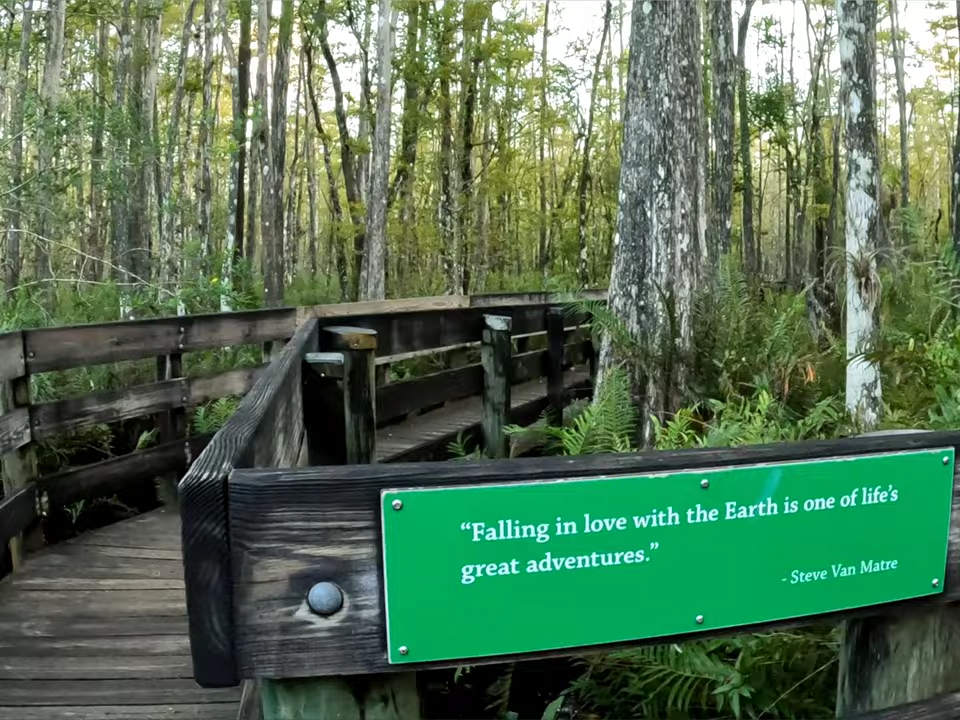 “Falling in love with the Earth is one of life’s
great adventures.”
- Steve Van Matre